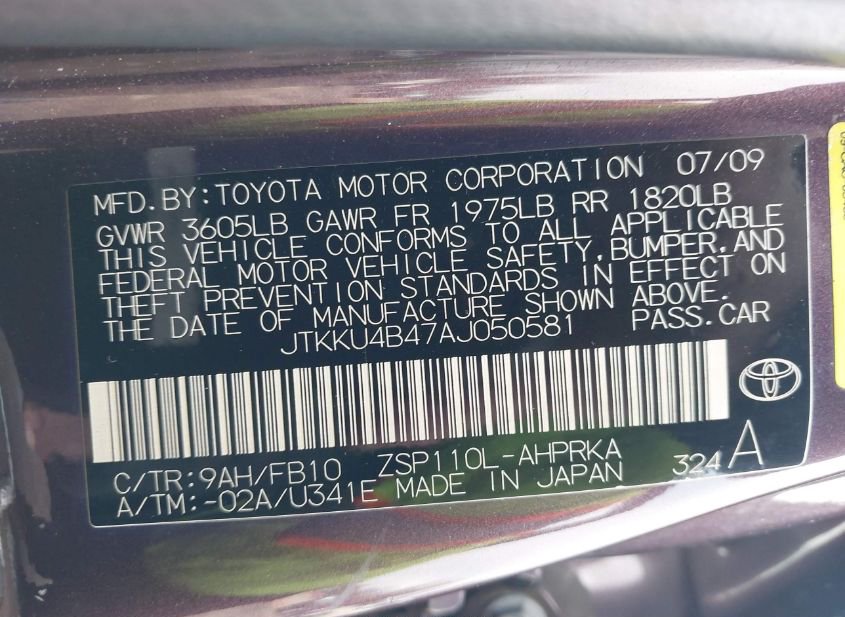 MFD. BY: TOYOTA MOTOR CORPORATION 07/09
GVWR 3605LB GAWR FR 1975LB RR 1820LB
THIS VEHICLE CONFORMS TO ALL APPLICABLE
FEDERAL MOTOR VEHICLE SAFETY, BUMPER, AND
THEFT PREVENTION STANDARDS IN EFFECT ON
THE DATE OF MANUFACTURE SHOWN ABOVE.
JTKKU4B47AJ050581 PASS. CAR
C/TR: 9AH/FB10 ZSP110L-AHPRKA 324 A
A/TM: -02A/U341E MADE IN JAPAN